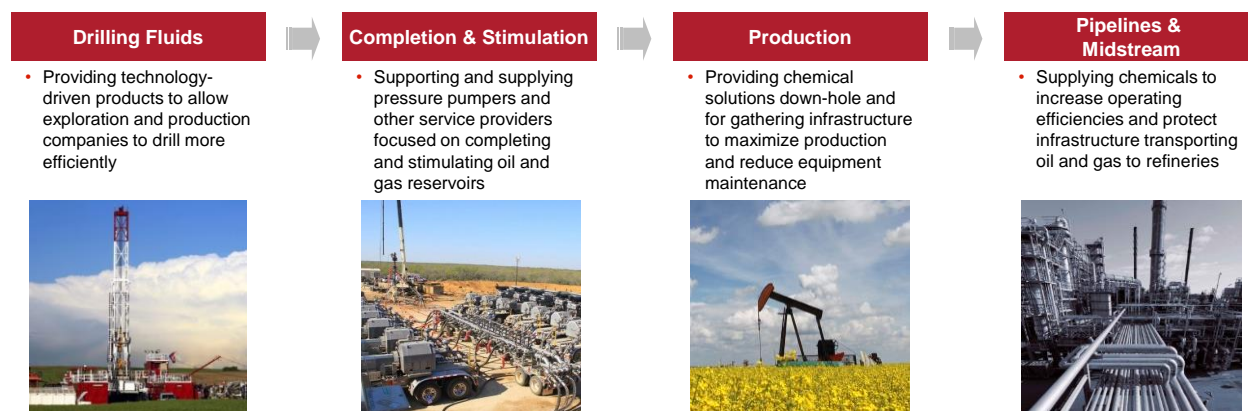 Drilling Fluids
• Providing technology-
driven products to allow
exploration and production
companies to drill more
efficiently
Completion & Stimulation
• Supporting and supplying
pressure pumpers and
other service providers
focused on completing
and stimulating oil and
gas reservoirs
Production
• Providing chemical
solutions down-hole and
for gathering infrastructure
to maximize production
and reduce equipment
maintenance
Pipelines &
Midstream
• Supplying chemicals to
increase operating
efficiencies and protect
infrastructure transporting
oil and gas to refineries